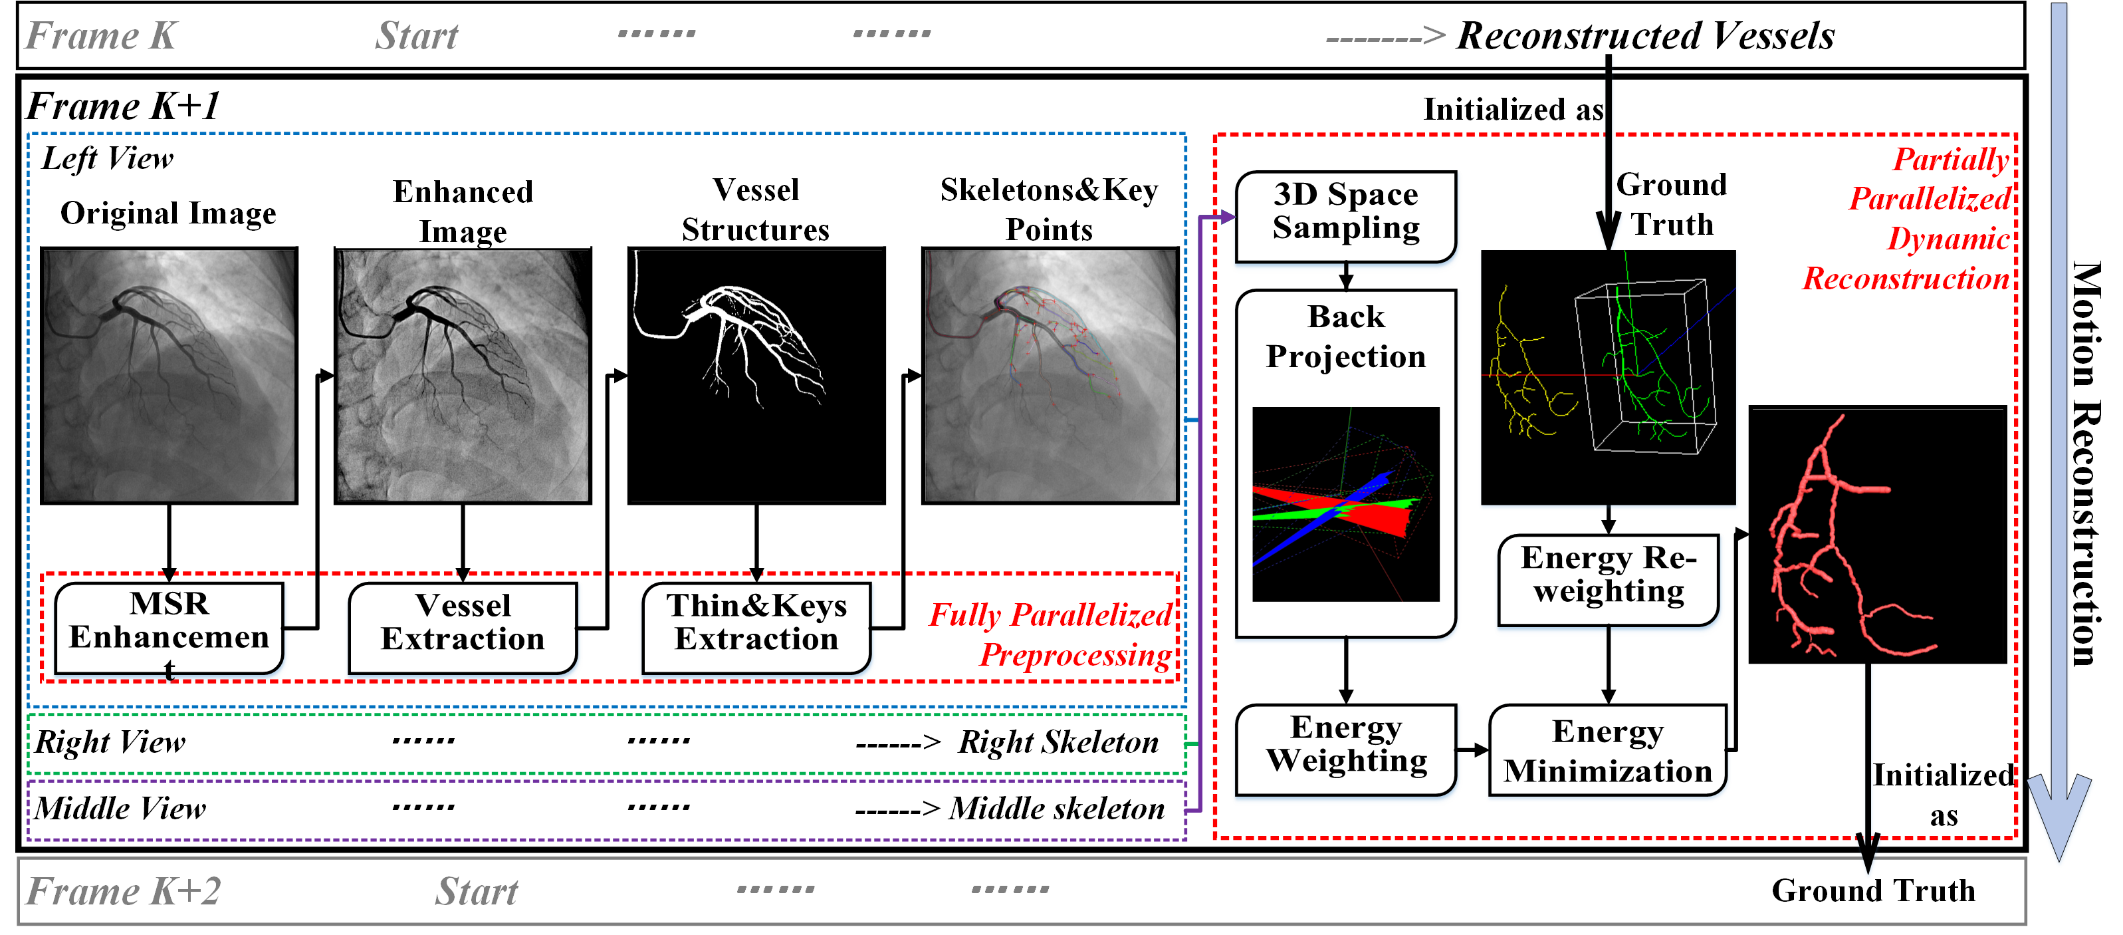 Frame K Start ······ ······ -------> Reconstructed Vessels
Frame K+1
Initialized as
Left View
Original Image
Enhanced
Image
Vessel
Structures
Skeletons&Key
Points
MSR
Enhancemen
t
Vessel
Extraction
Thin&Keys
Extraction
Fully Parallelized
Preprocessing
Right View ······ ······ ------> Right Skeleton
Middle View ······ ······ ------> Middle skeleton
3D Space
Sampling
Back
Projection
Energy
Weighting
Ground
Truth
Energy Re-
weighting
Energy
Minimization
Partially
Parallelized
Dynamic
Reconstruction
Initialized
as
Frame K+2 Start ······ ······ Ground Truth
Motion Reconstruction